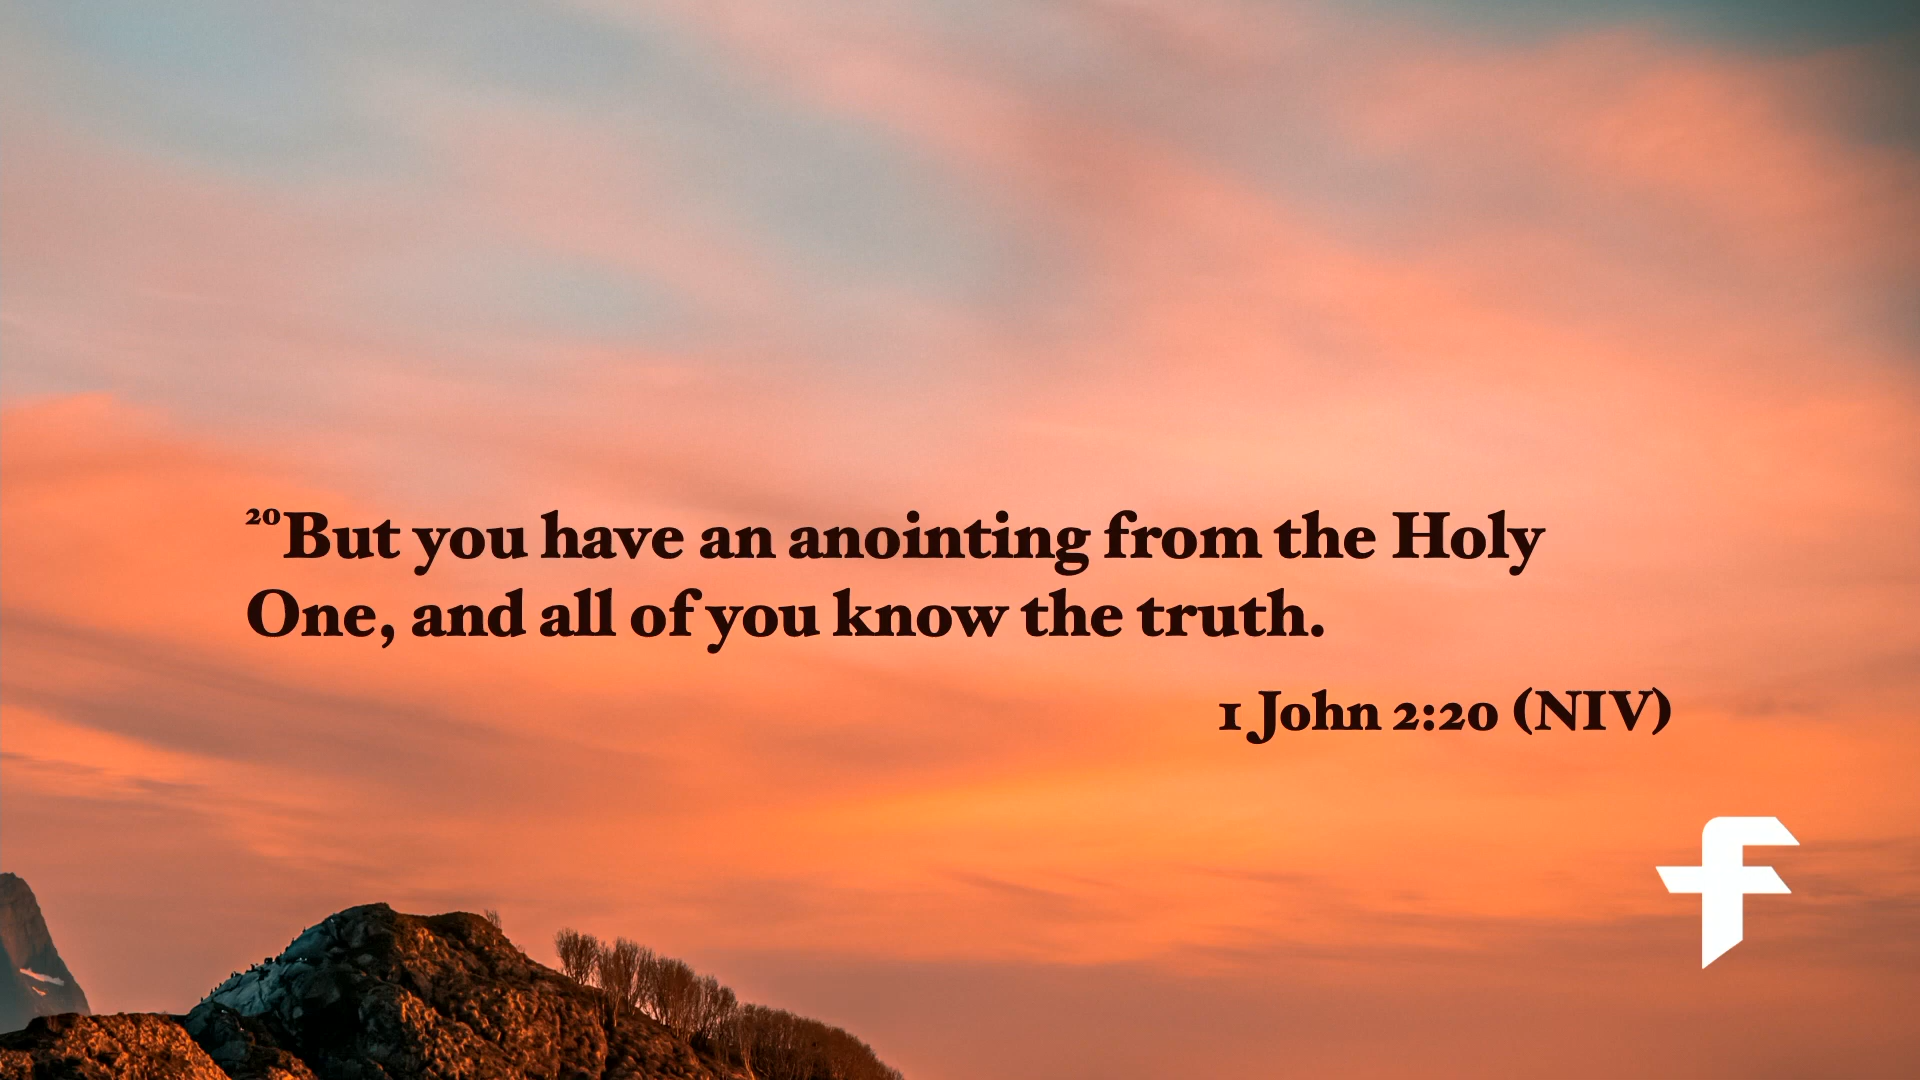 ²⁰But you have an anointing from the Holy
One, and all of you know the truth.
1 John 2:20 (NIV)